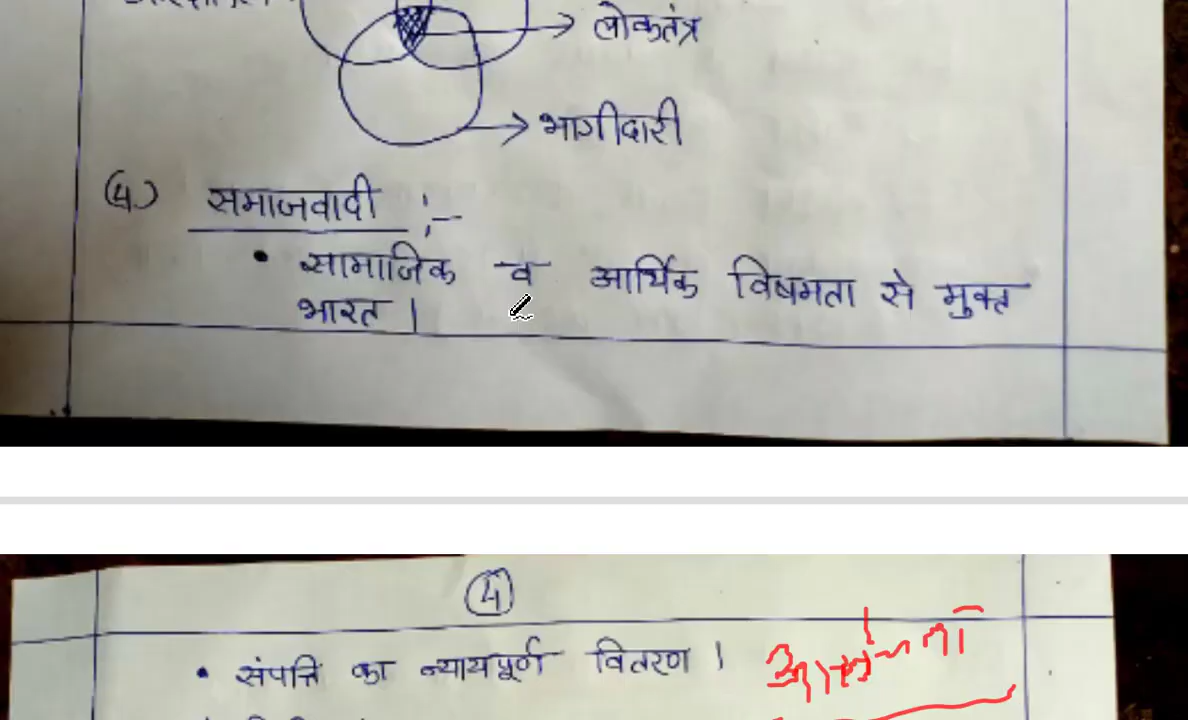 लोकतंत्र
भागीदारी
(4) समाजवादी :-
• सामाजिक व आर्थिक विषमता से मुक्त
भारत।
4
• संपत्ति का न्यायपूर्ण वितरण।